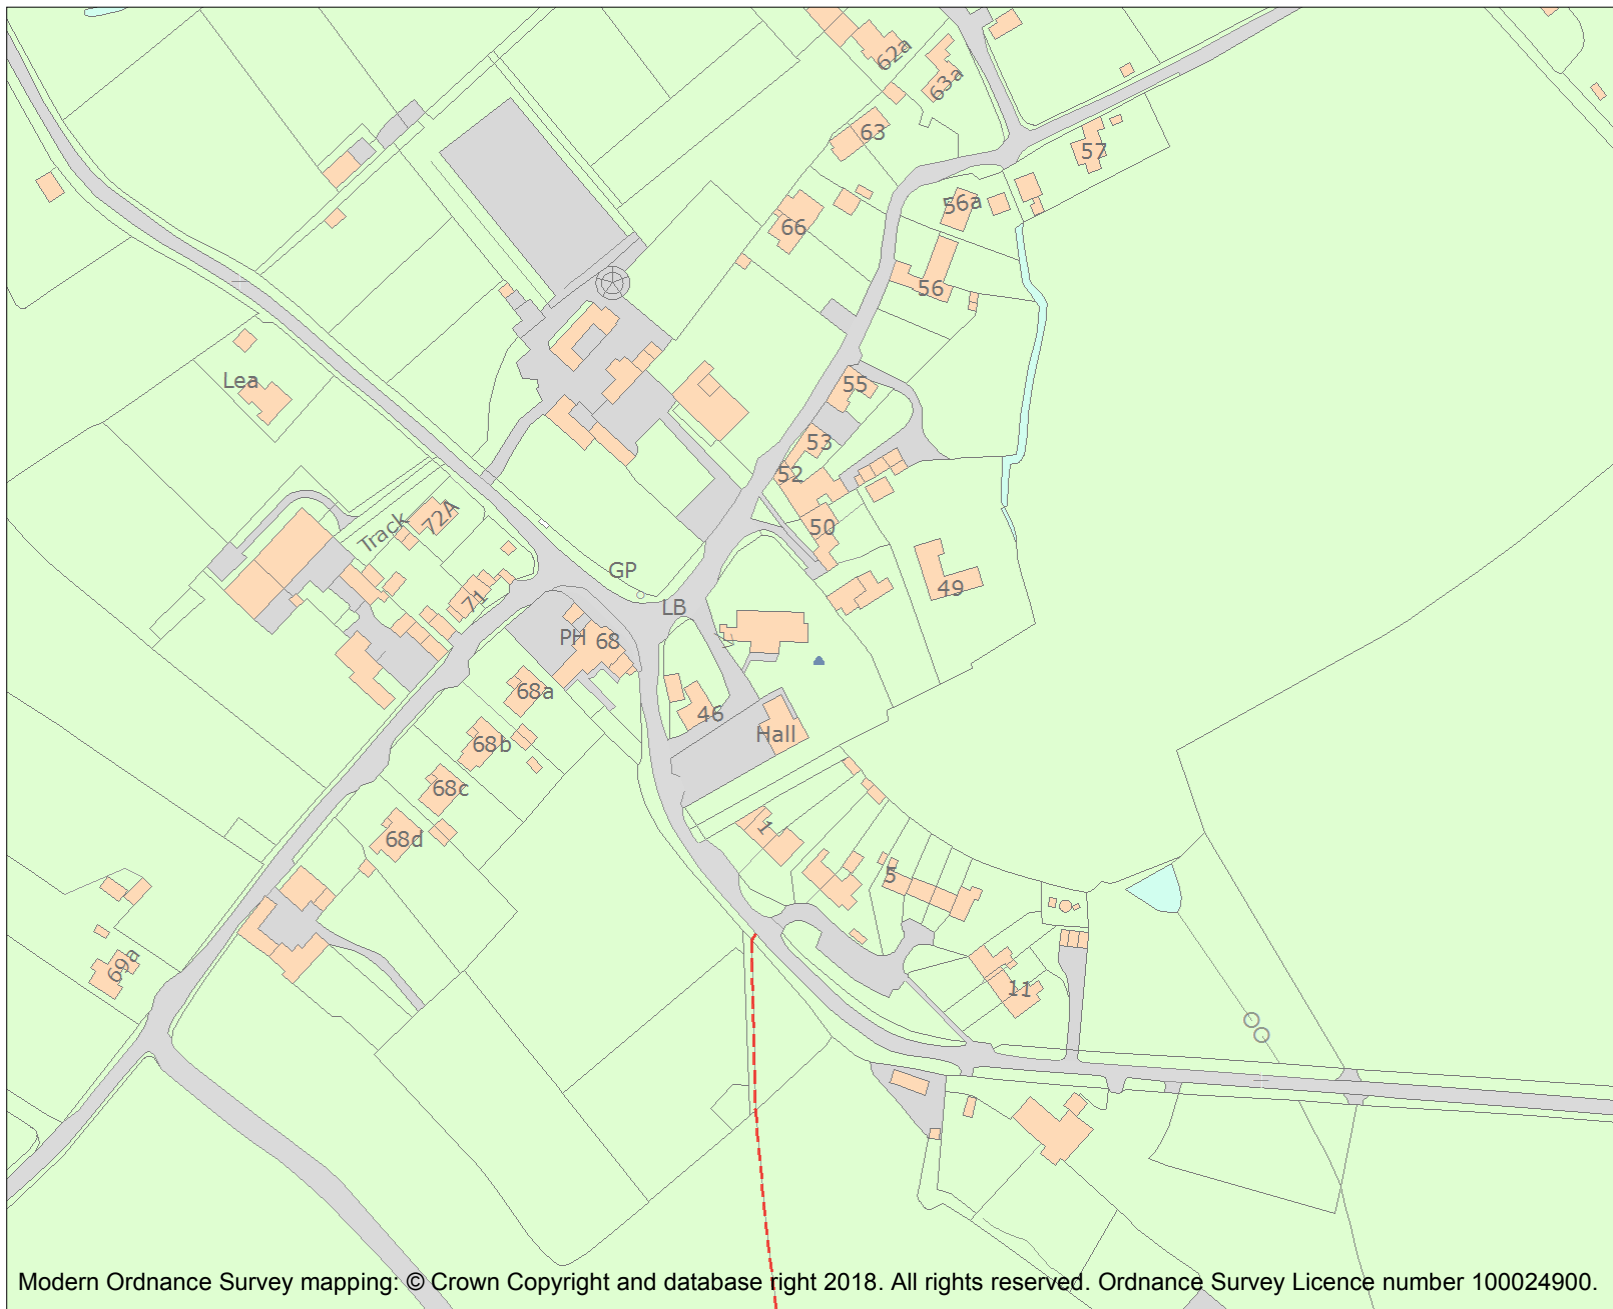 62a
63a
63
57
56a
66
56
Lea
55
53
52
72A
Track
50
GP
49
71
LB
PH 68
68a
46
68b
Hall
68c
1
68d
5
69a
11
Modern Ordnance Survey mapping: © Crown Copyright and database right 2018. All rights reserved. Ordnance Survey Licence number 100024900.